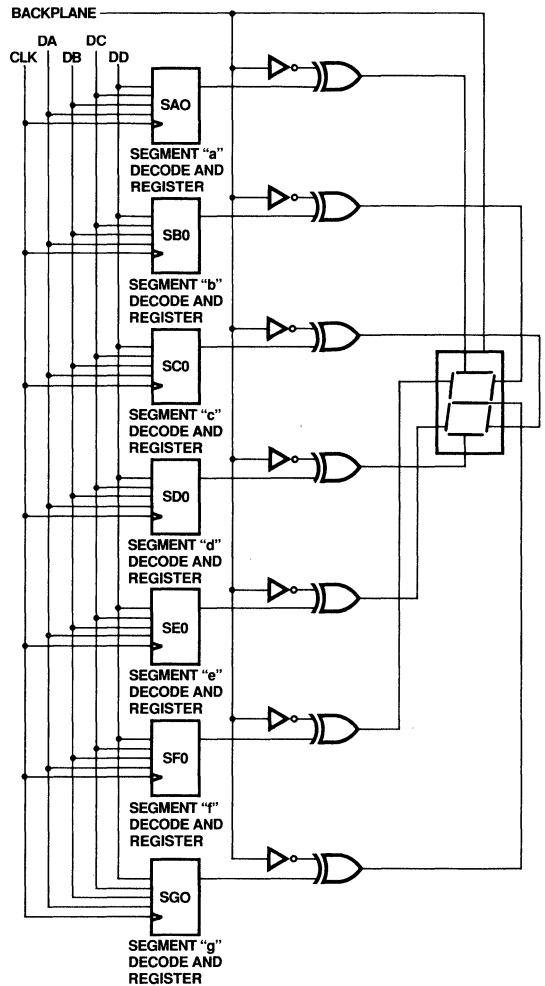 BACKPLANE
DA
DC
CLK
DB
DD
SAO
SEGMENT "a"
DECODE AND
REGISTER
SB0
SEGMENT "b"
DECODE AND
REGISTER
SC0
SEGMENT "c"
DECODE AND
REGISTER
SD0
SEGMENT "d"
DECODE AND
REGISTER
SE0
SEGMENT "e"
DECODE AND
REGISTER
SF0
SEGMENT "f"
DECODE AND
REGISTER
SGO
SEGMENT "g"
DECODE AND
REGISTER